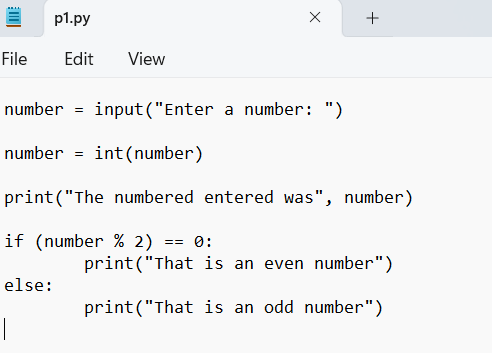 p1.py
File Edit View
number = input("Enter a number: ")
number = int(number)
print("The numbered entered was", number)
if (number % 2) == 0:
        print("That is an even number")
else:
        print("That is an odd number")